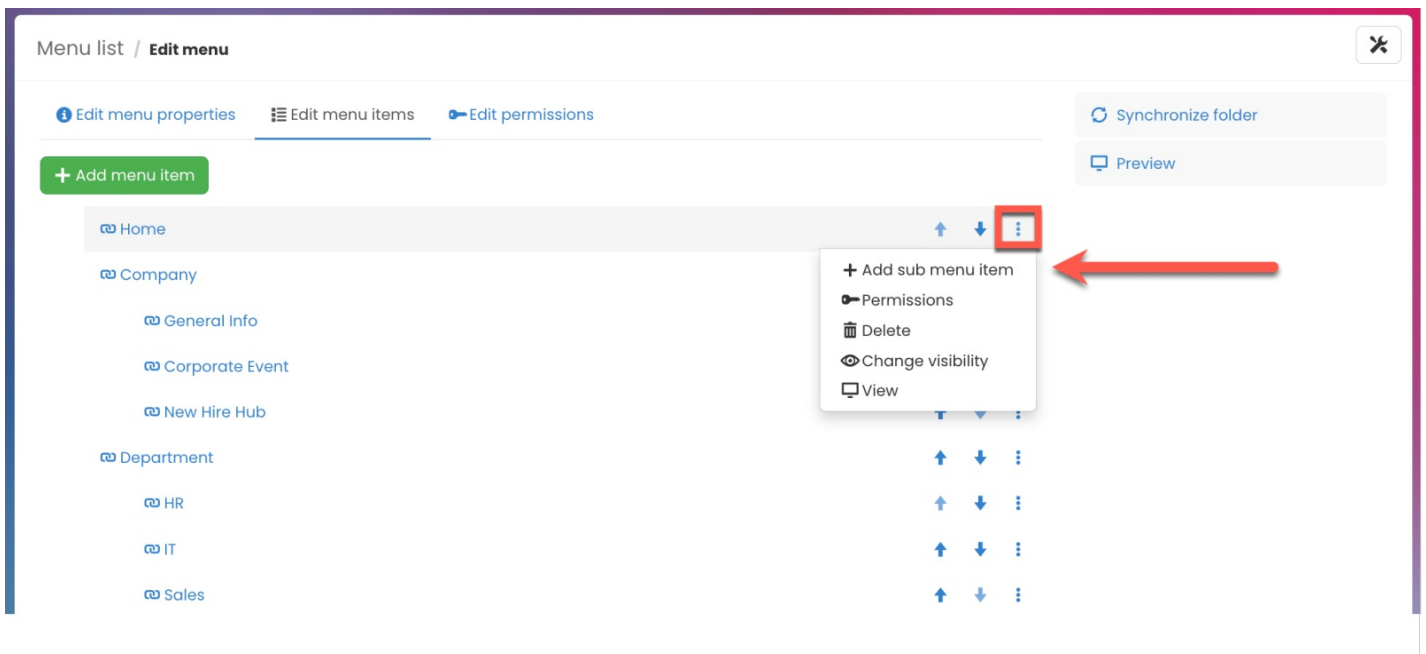 Menu list / Edit menu
Edit menu properties Edit menu items Edit permissions
Synchronize folder
Preview
Add menu item
Home
Add sub menu item
Permissions
Delete
Change visibility
View
Company
General Info
Corporate Event
New Hire Hub
Department
HR
IT
Sales